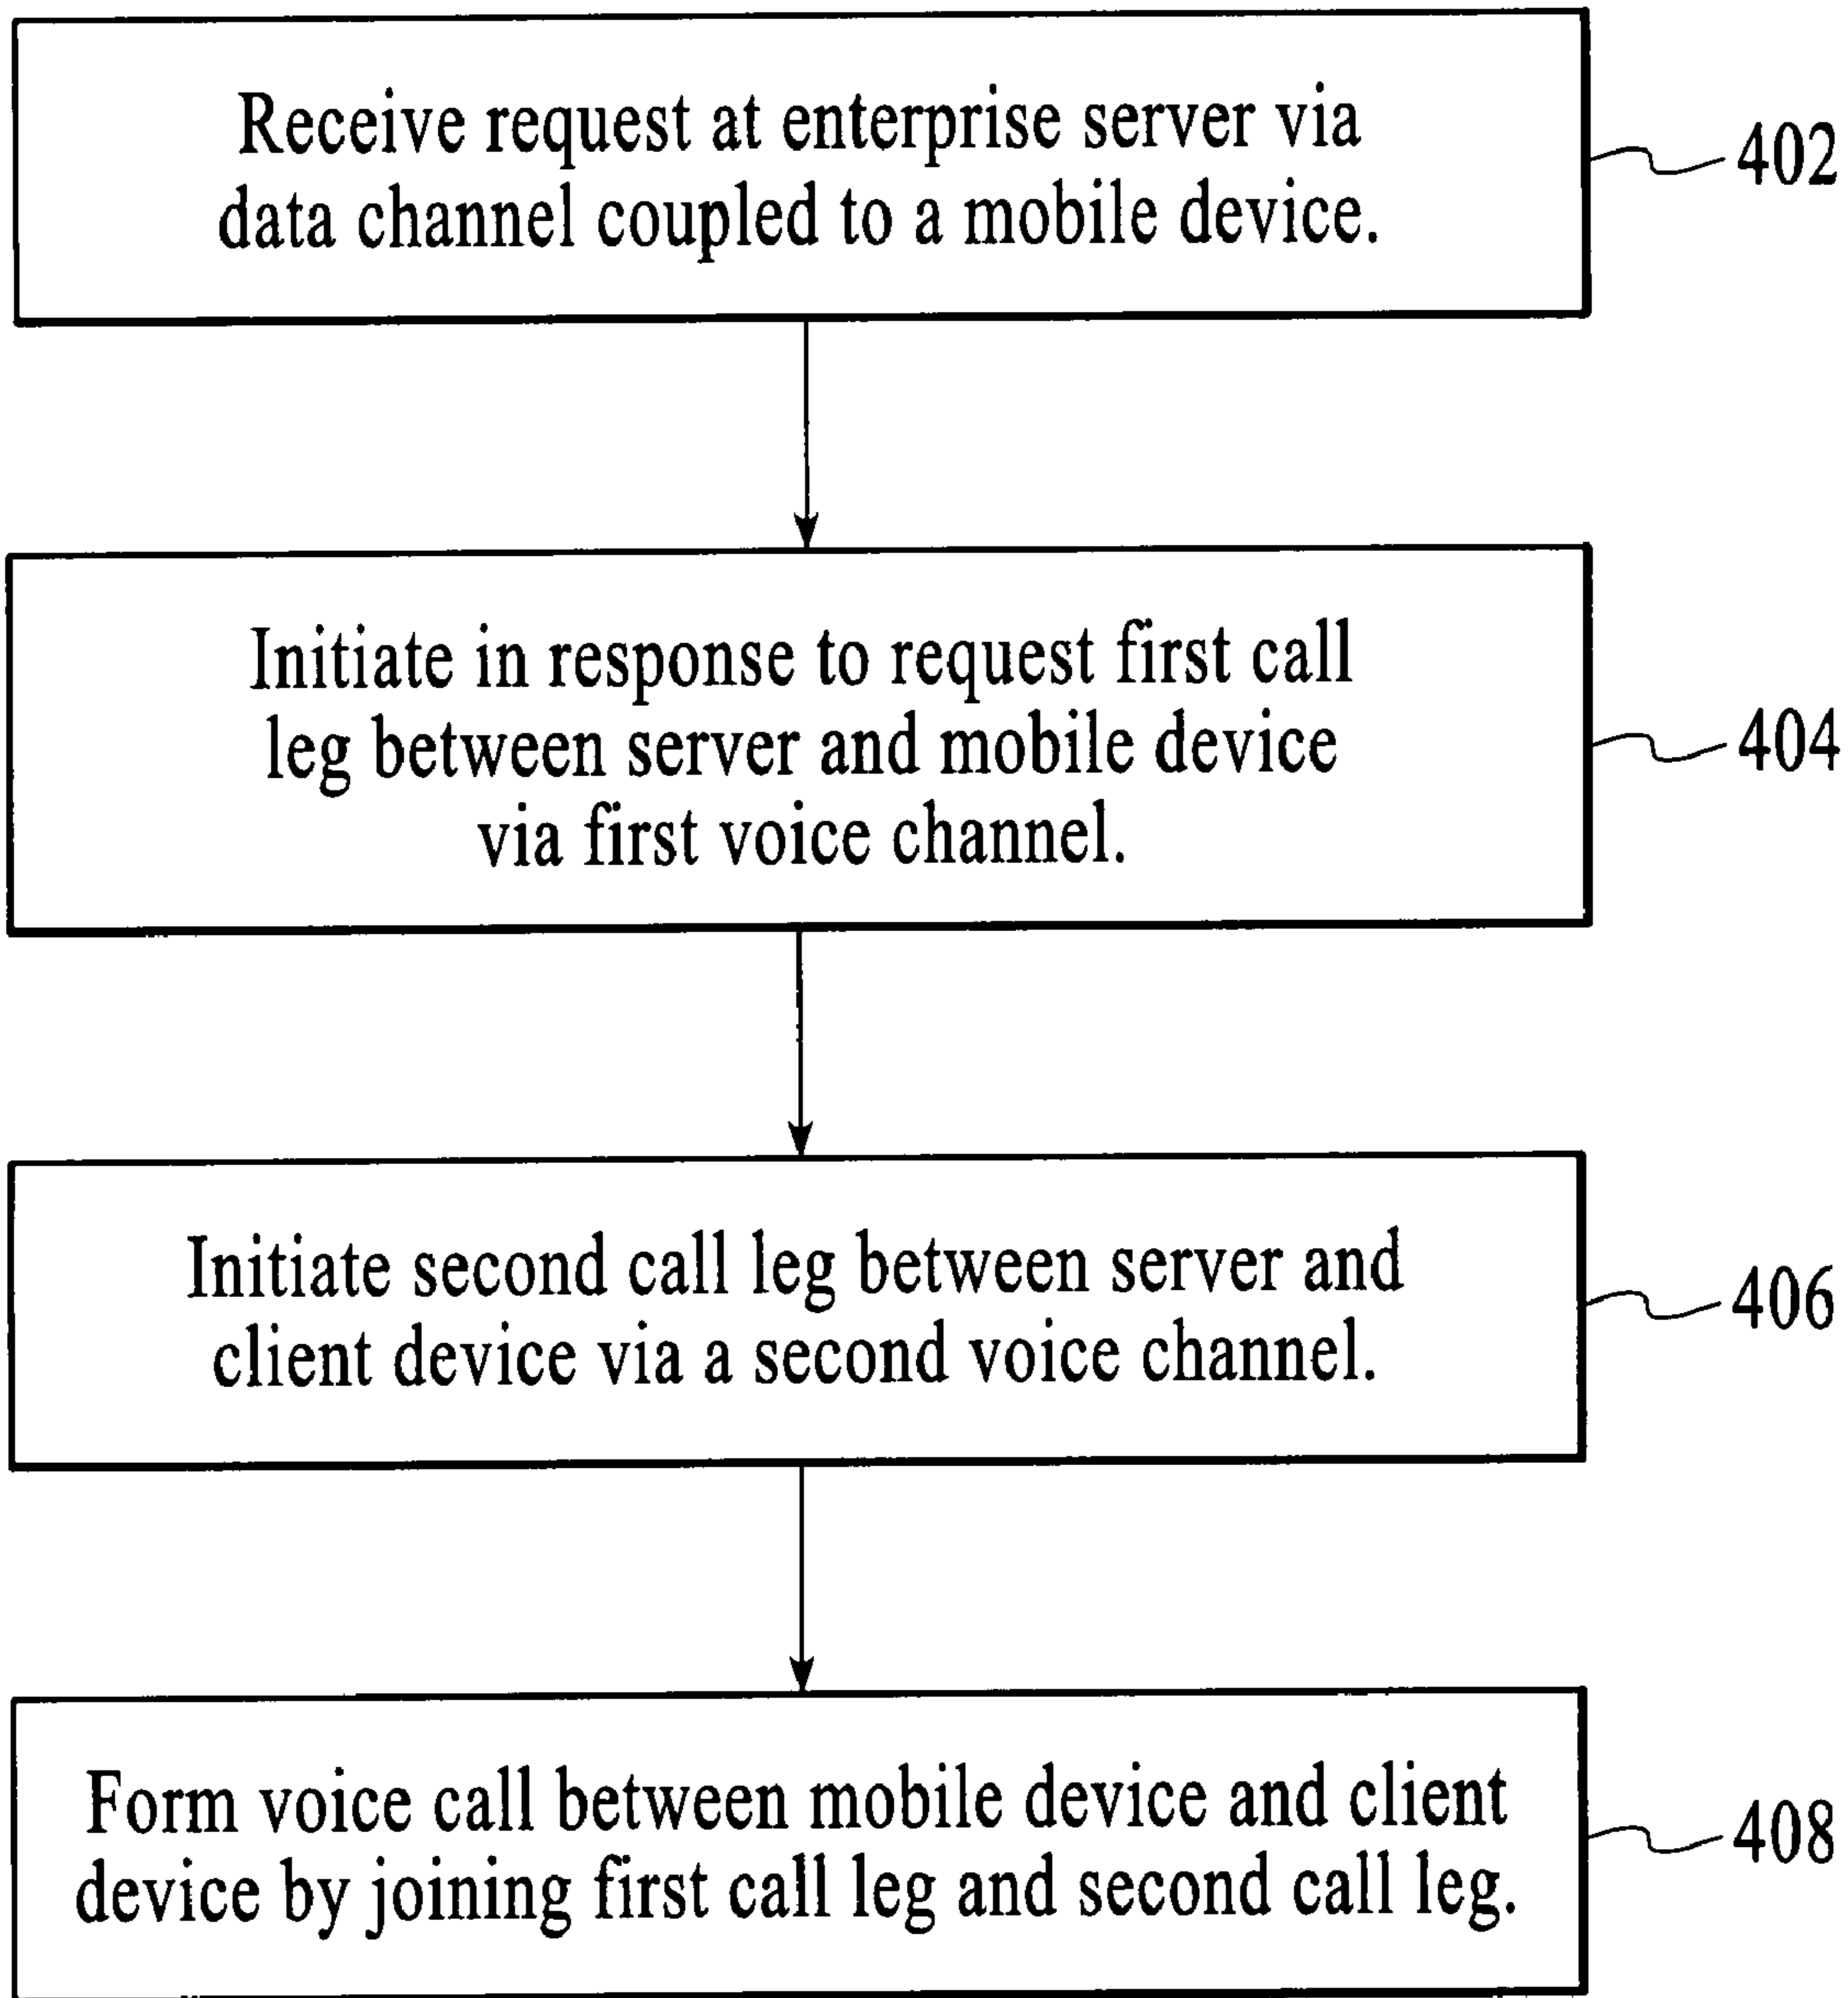 Receive request at enterprise server via
data channel coupled to a mobile device.
402
Initiate in response to request first call
leg between server and mobile device
via first voice channel.
404
Initiate second call leg between server and
client device via a second voice channel.
406
Form voice call between mobile device and client
device by joining first call leg and second call leg.
408